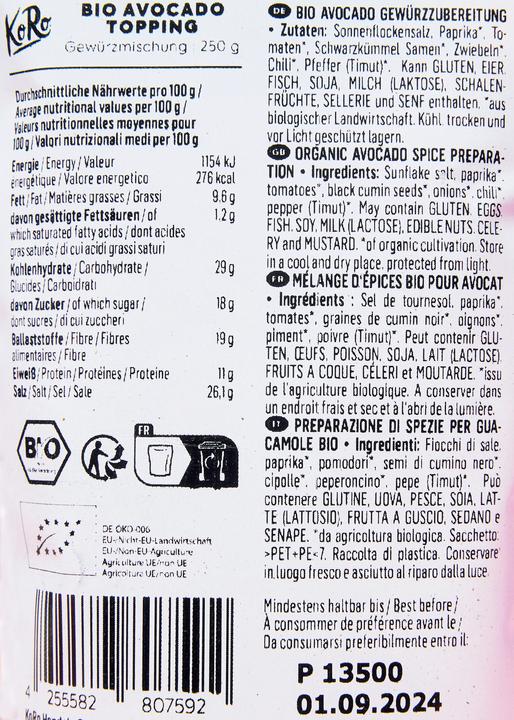 KoRo
BIO AVOCADO
TOPPING
Gewürzmischung 250 g
Durchschnittliche Nährwerte pro 100 g /
Average nutritional values per 100 g /
Valeurs nutritionnelles moyennes pour
100 g / Valori nutrizionali medi per 100 g
Energie / Energy / Valeur 1154 kJ
énergétique / Valore energetico 276 kcal
Fett / Fat / Matières grasses / Grassi 9.6 g
davon gesättigte Fettsäuren / of 1,2 g
which saturated fatty acids / dont acides
gras saturés / di cui acidi grassi saturi
Kohlenhydrate / Carbohydrate / 29 g
Glucides / Carboidrati
davon Zucker / of which sugar / 18 g
dont sucres / di cui zuccheri
Ballaststoffe / Fibre / Fibres 19 g
alimentaires / Fibre
Eiweiß / Protein / Protéines / Proteine 11 g
Salz / Salt / Sel / Sale 26,1 g
BIO
FR
DE-ÖKO-006
EU-/Nicht-EU-Landwirtschaft
EU-/Non-EU-Agriculture
Agriculture UE/non UE
Agricoltura UE/non UE
4 255582 807592
DE BIO AVOCADO GEWÜRZZUBEREITUNG
• Zutaten: Sonnenflockensalz, Paprika*, To-
maten*, Schwarzkümmel Samen*, Zwiebeln*,
Chili*, Pfeffer (Timut)*. Kann GLUTEN, EIER,
FISCH, SOJA, MILCH (LAKTOSE), SCHALEN-
FRÜCHTE, SELLERIE und SENF enthalten. *aus
biologischer Landwirtschaft. Kühl, trocken und
vor Licht geschützt lagern.
GB ORGANIC AVOCADO SPICE PREPARA-
TION • Ingredients: Sunflake salt, paprika*,
tomatoes*, black cumin seeds*, onions*, chili*,
pepper (Timut)*. May contain GLUTEN, EGGS,
FISH, SOY, MILK (LACTOSE), EDIBLE NUTS, CELE-
RY and MUSTARD. *of organic cultivation. Store
in a cool and dry place, protected from light.
FR MÉLANGE D'ÉPICES BIO POUR AVOCAT
• Ingrédients : Sel de tournesol, paprika*,
tomates*, graines de cumin noir*, oignons*,
piment*, poivre (Timut)*. Peut contenir GLU-
TEN, ŒUFS, POISSON, SOJA, LAIT (LACTOSE),
FRUITS A COQUE, CÉLERI et MOUTARDE. *issu
de l'agriculture biologique. A conserver dans
un endroit frais et sec et à l'abri de la lumière.
IT PREPARAZIONE DI SPEZIE PER GUA-
CAMOLE BIO • Ingredienti: Fiocchi di sale,
paprika*, pomodori*, semi di cumino nero*,
cipolle*, peperoncino*, pepe (Timut)*. Può
contenere GLUTINE, UOVA, PESCE, SOIA, LAT-
TE (LATTOSIO), FRUTTA A GUSCIO, SEDANO e
SENAPE. *da agricoltura biologica. Sacchetto:
>PET+PE<7. Raccolta di plastica. Conservare
in luogo fresco e asciutto al riparo dalla luce.
Mindestens haltbar bis / Best before /
À consommer de préférence avant le /
Da consumarsi preferibilmente entro il:
P 13500
01.09.2024